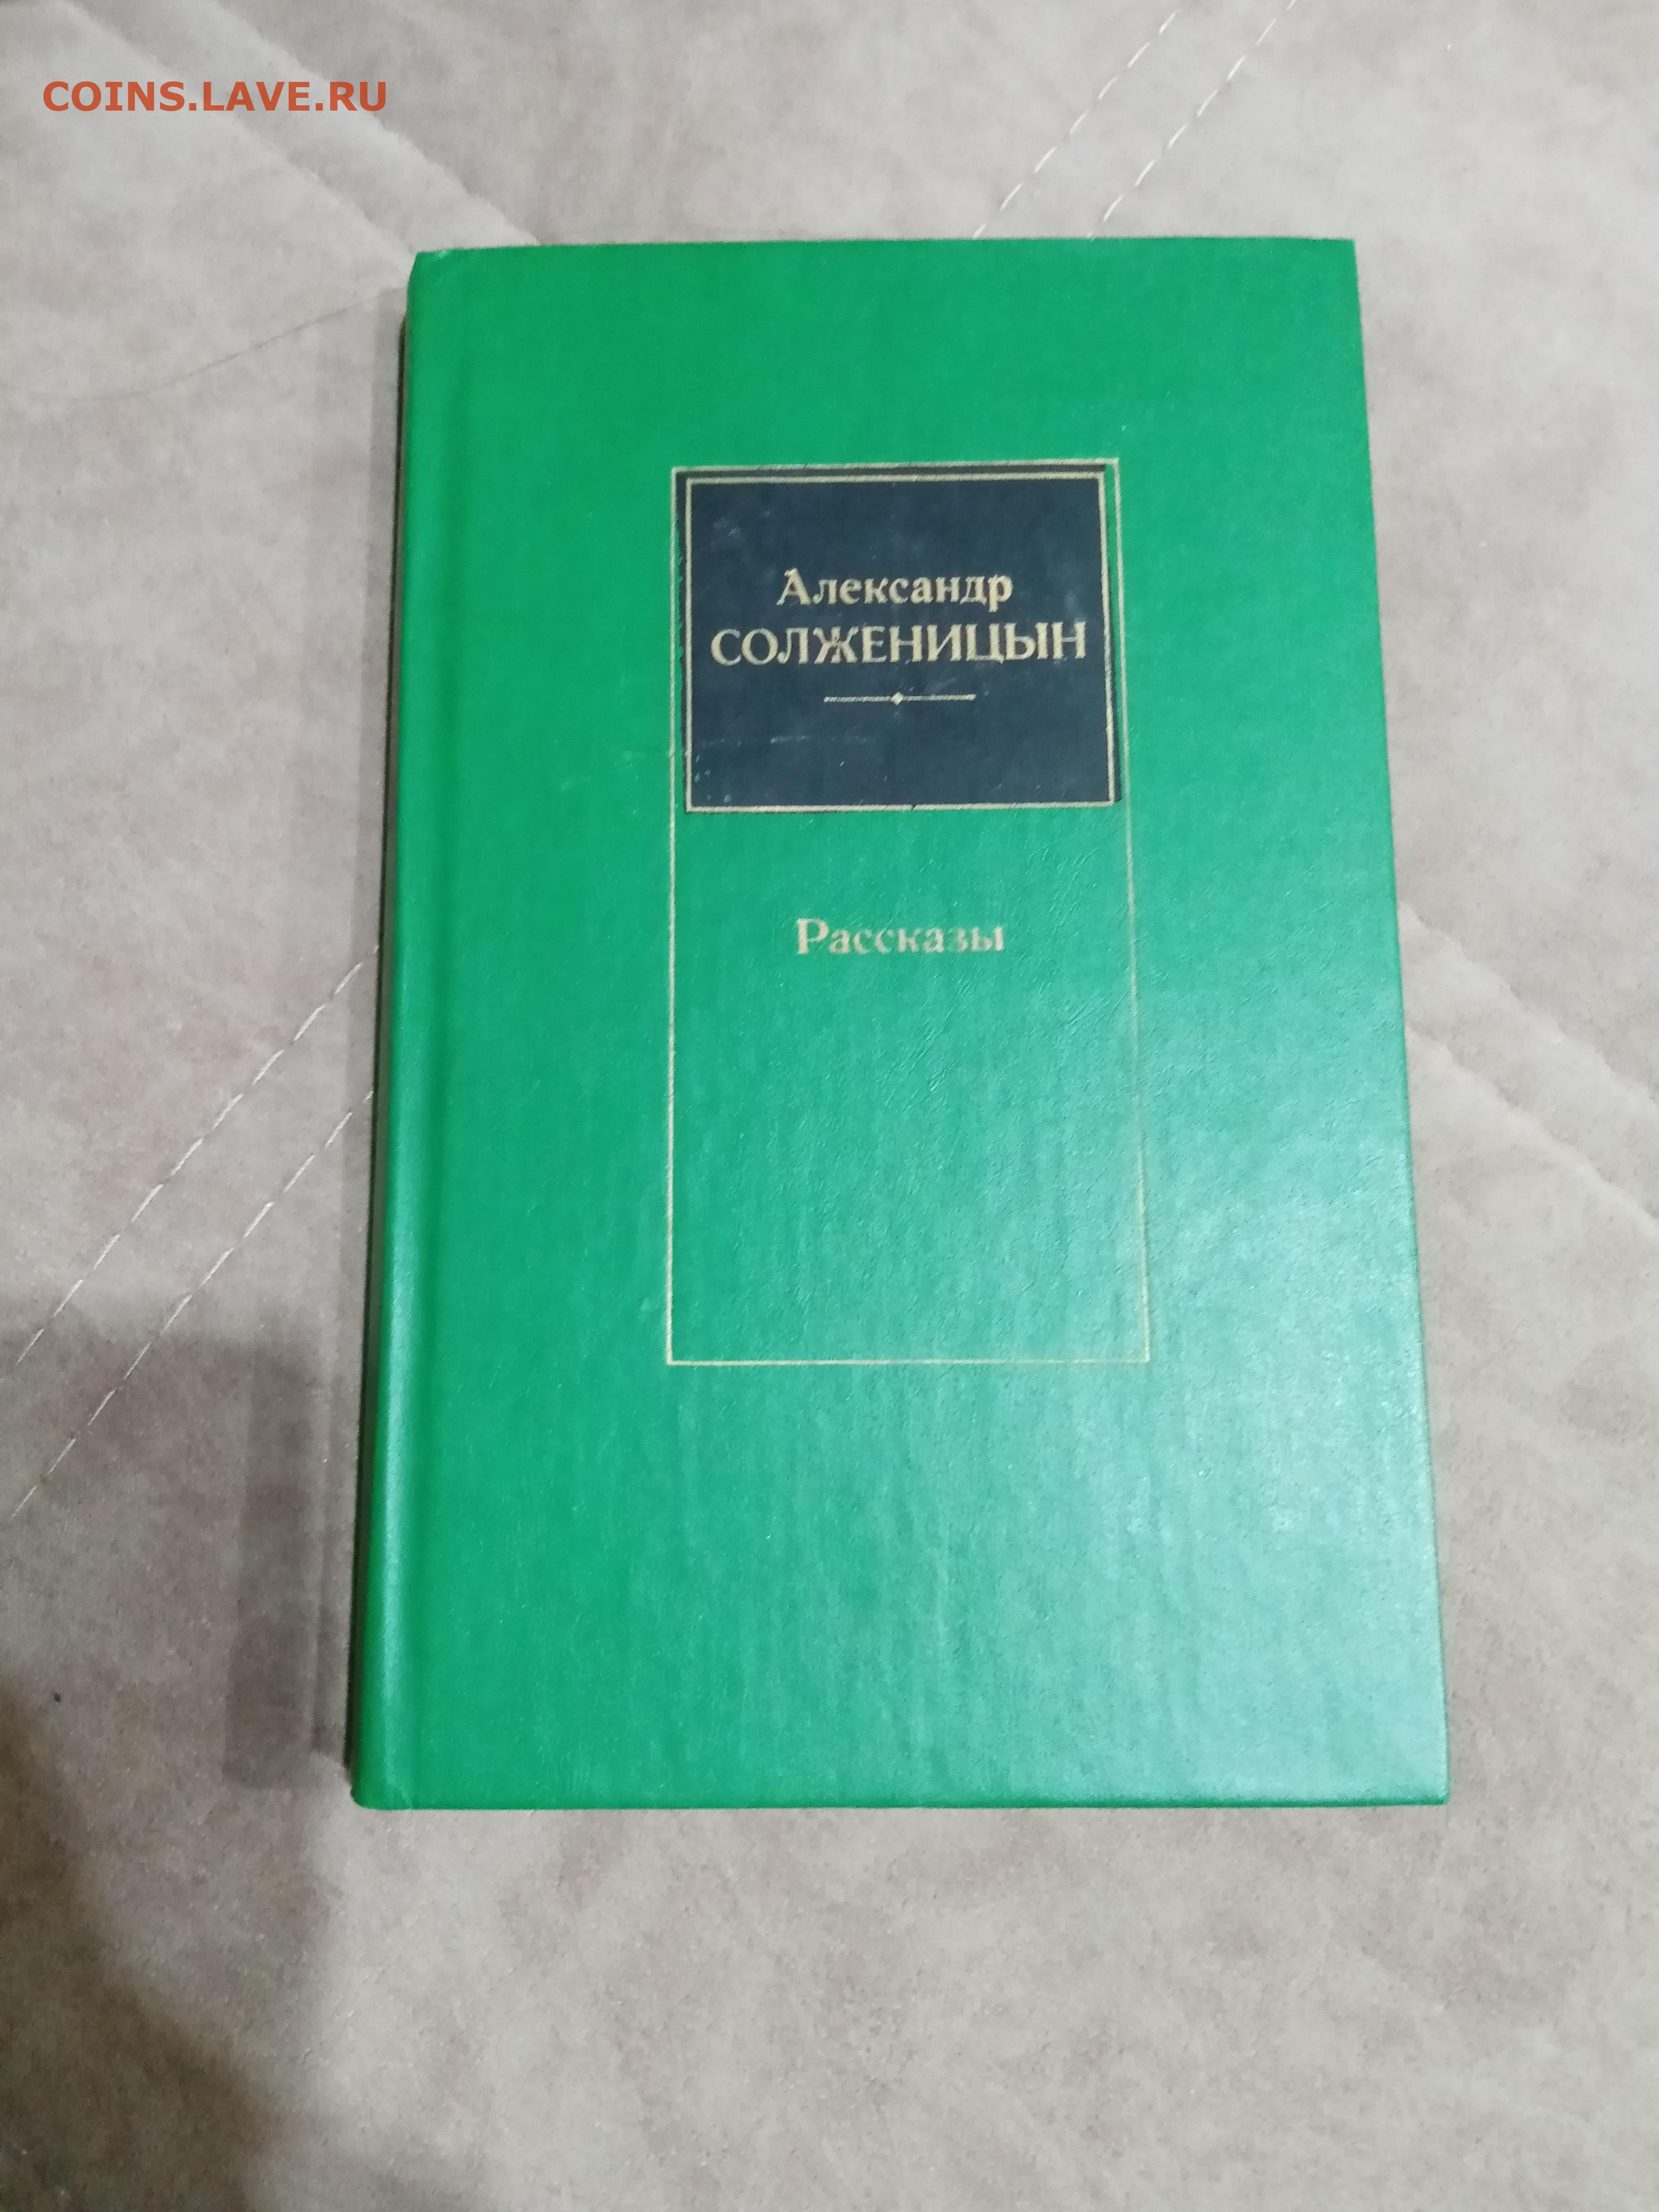 COINS.LAVE.RU
Александр
СОЛЖЕНИЦЫН
Рассказы